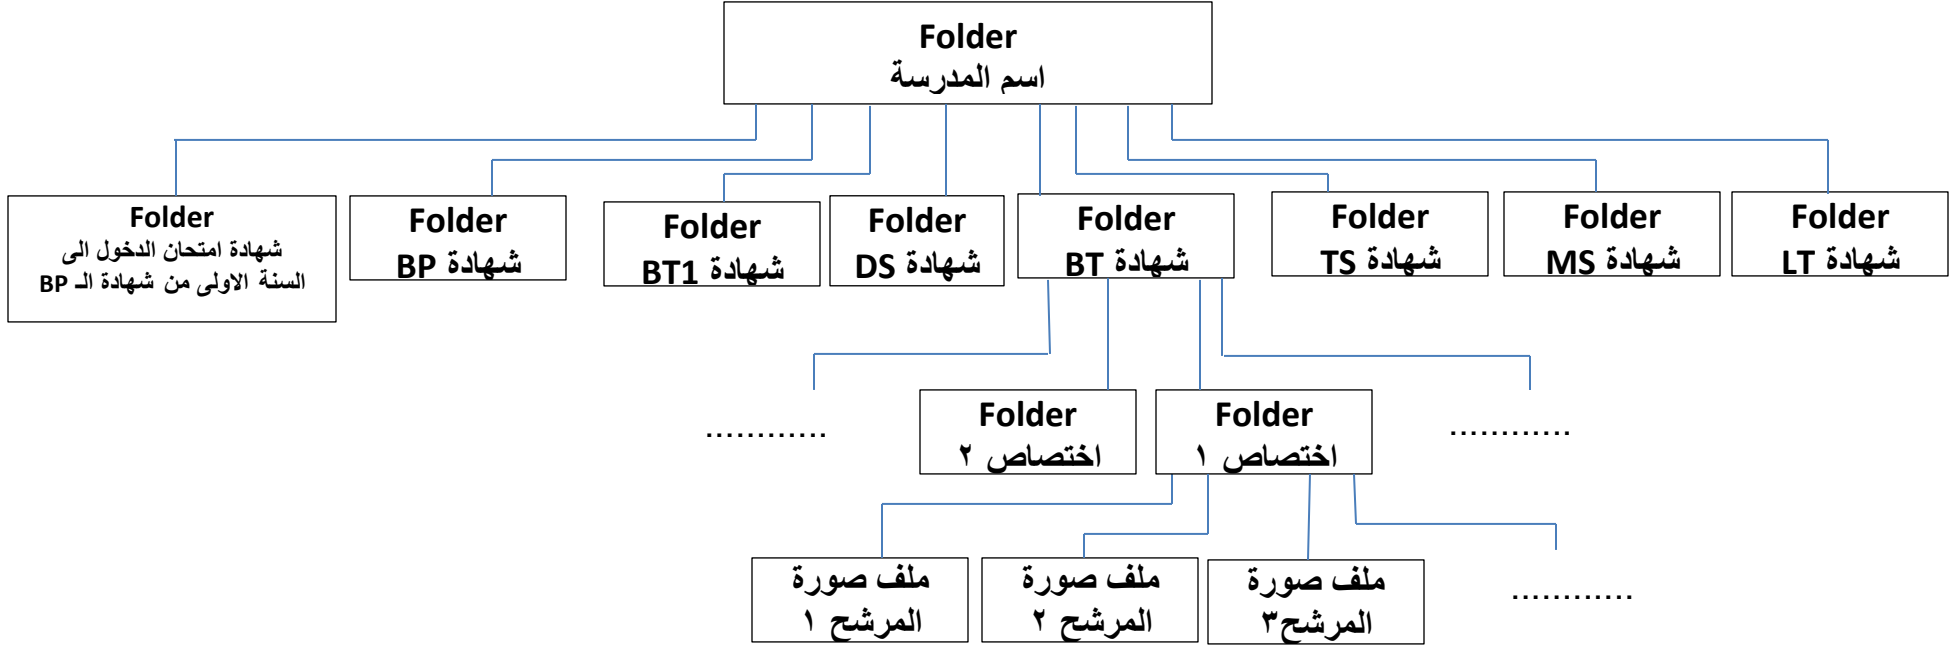 Folder
اسم المدرسة
Folder
شهادة امتحان الدخول الى
السنة الاولى من شهادة الـ BP
Folder
شهادة BP
Folder
شهادة BT1
Folder
شهادة DS
Folder
شهادة BT
Folder
شهادة TS
Folder
شهادة MS
Folder
شهادة LT
............
Folder
اختصاص ٢
Folder
اختصاص ١
............
ملف صورة
المرشح ١
ملف صورة
المرشح ٢
ملف صورة
المرشح٣
............